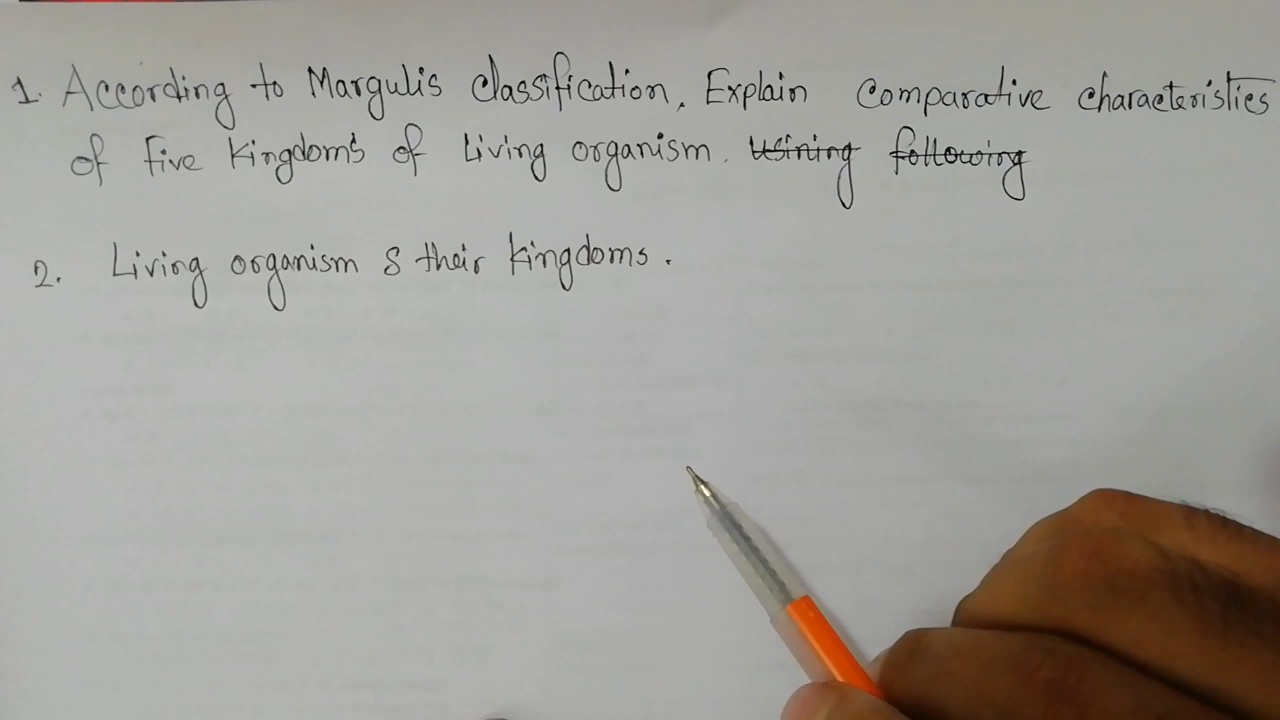 1. According to Margulis classification, Explain comparative characteristics
of five kingdoms of living organism. usining following
2. Living organism & their kingdoms.